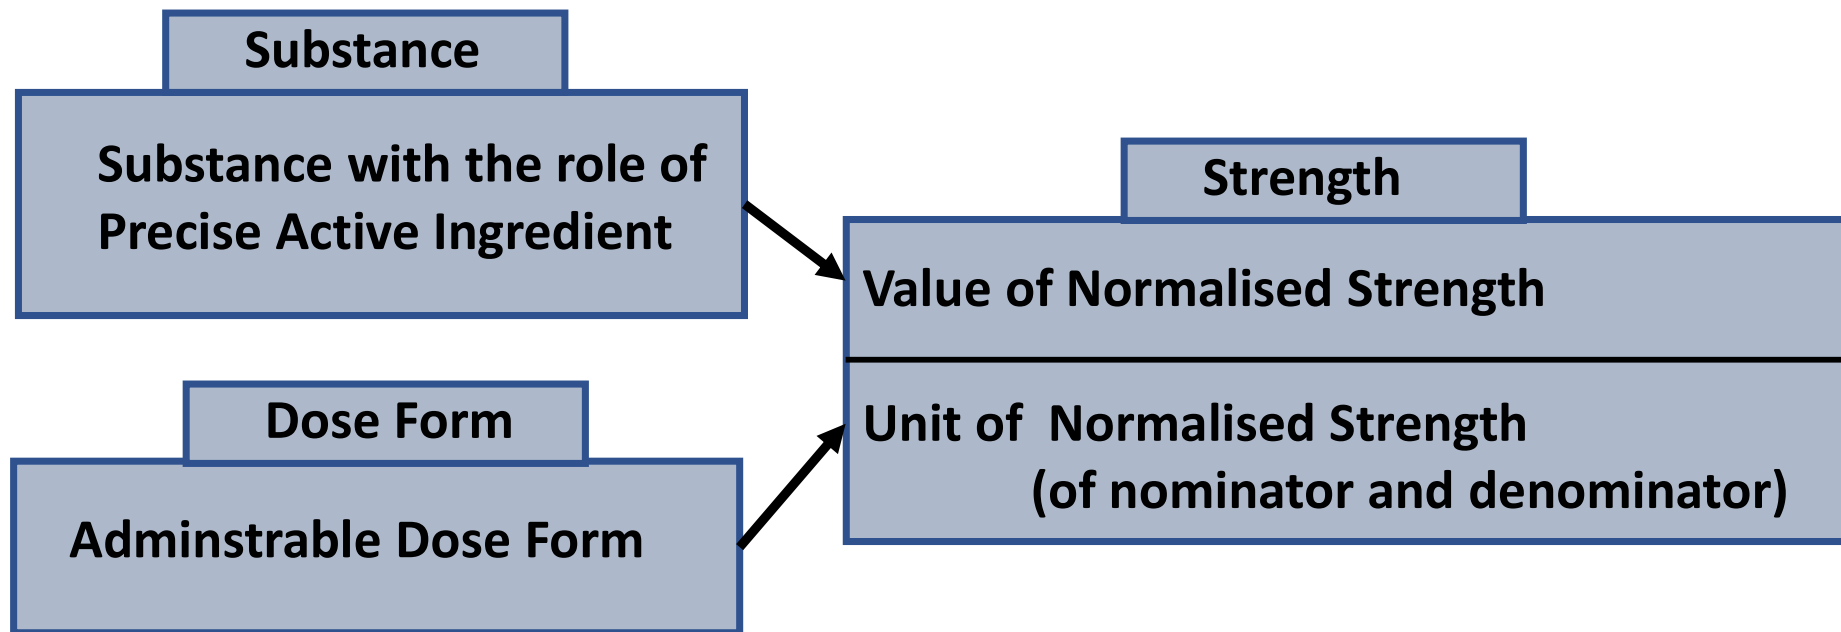 Substance
Substance with the role of
Precise Active Ingredient
Dose Form
Adminstrable Dose Form
Strength
Value of Normalised Strength
Unit of  Normalised Strength
(of nominator and denominator)